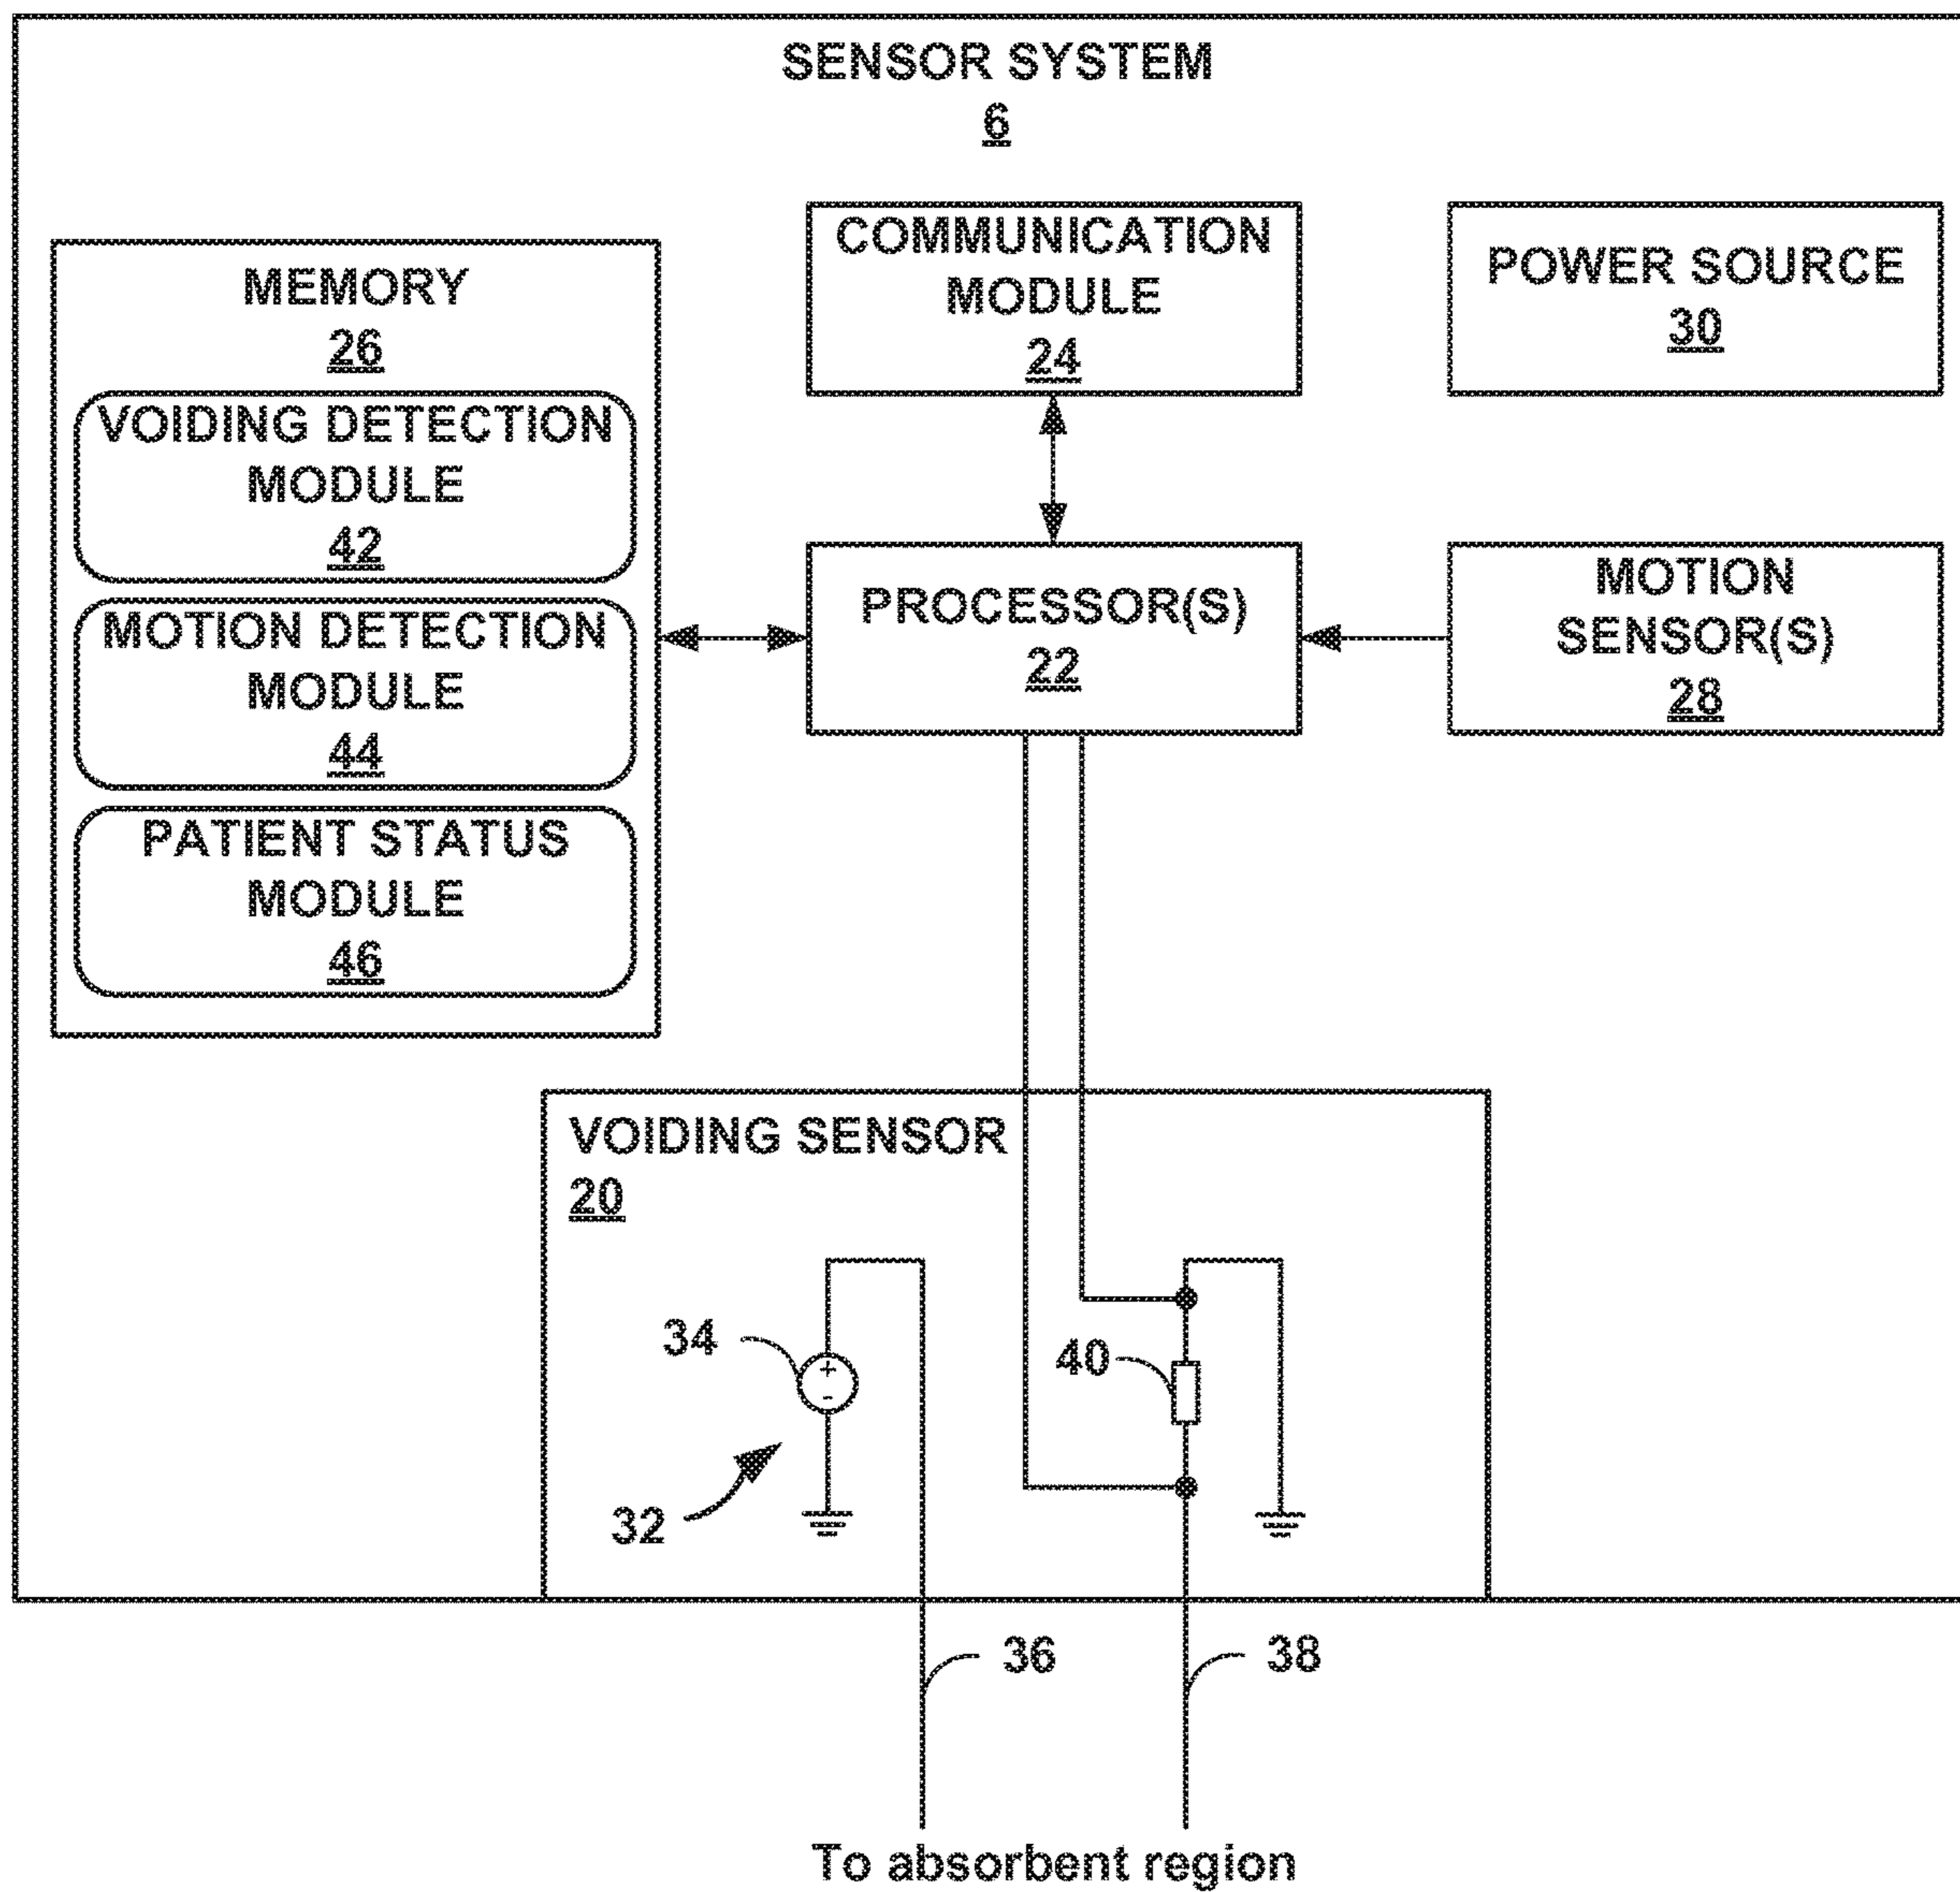 SENSOR SYSTEM
6
MEMORY
26
VOIDING DETECTION
MODULE
42
MOTION DETECTION
MODULE
44
PATIENT STATUS
MODULE
46
COMMUNICATION
MODULE
24
POWER SOURCE
30
PROCESSOR(S)
22
MOTION
SENSOR(S)
28
VOIDING SENSOR
20
34
+
-
32
40
36
38
To absorbent region